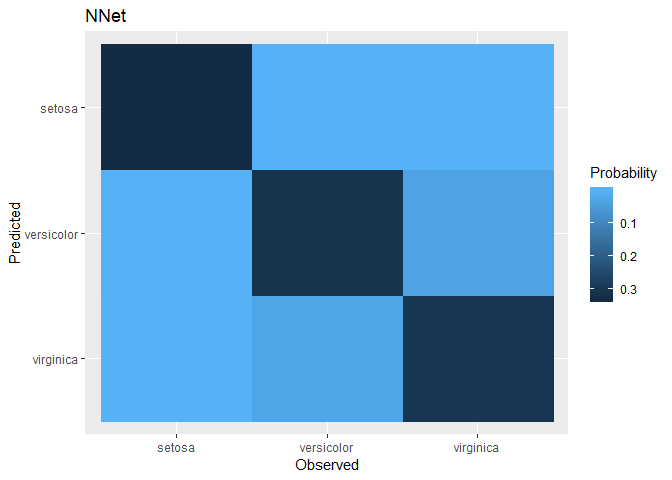 NNet
Predicted
setosa
versicolor
virginica
setosa versicolor virginica
Observed
Probability
0.1
0.2
0.3